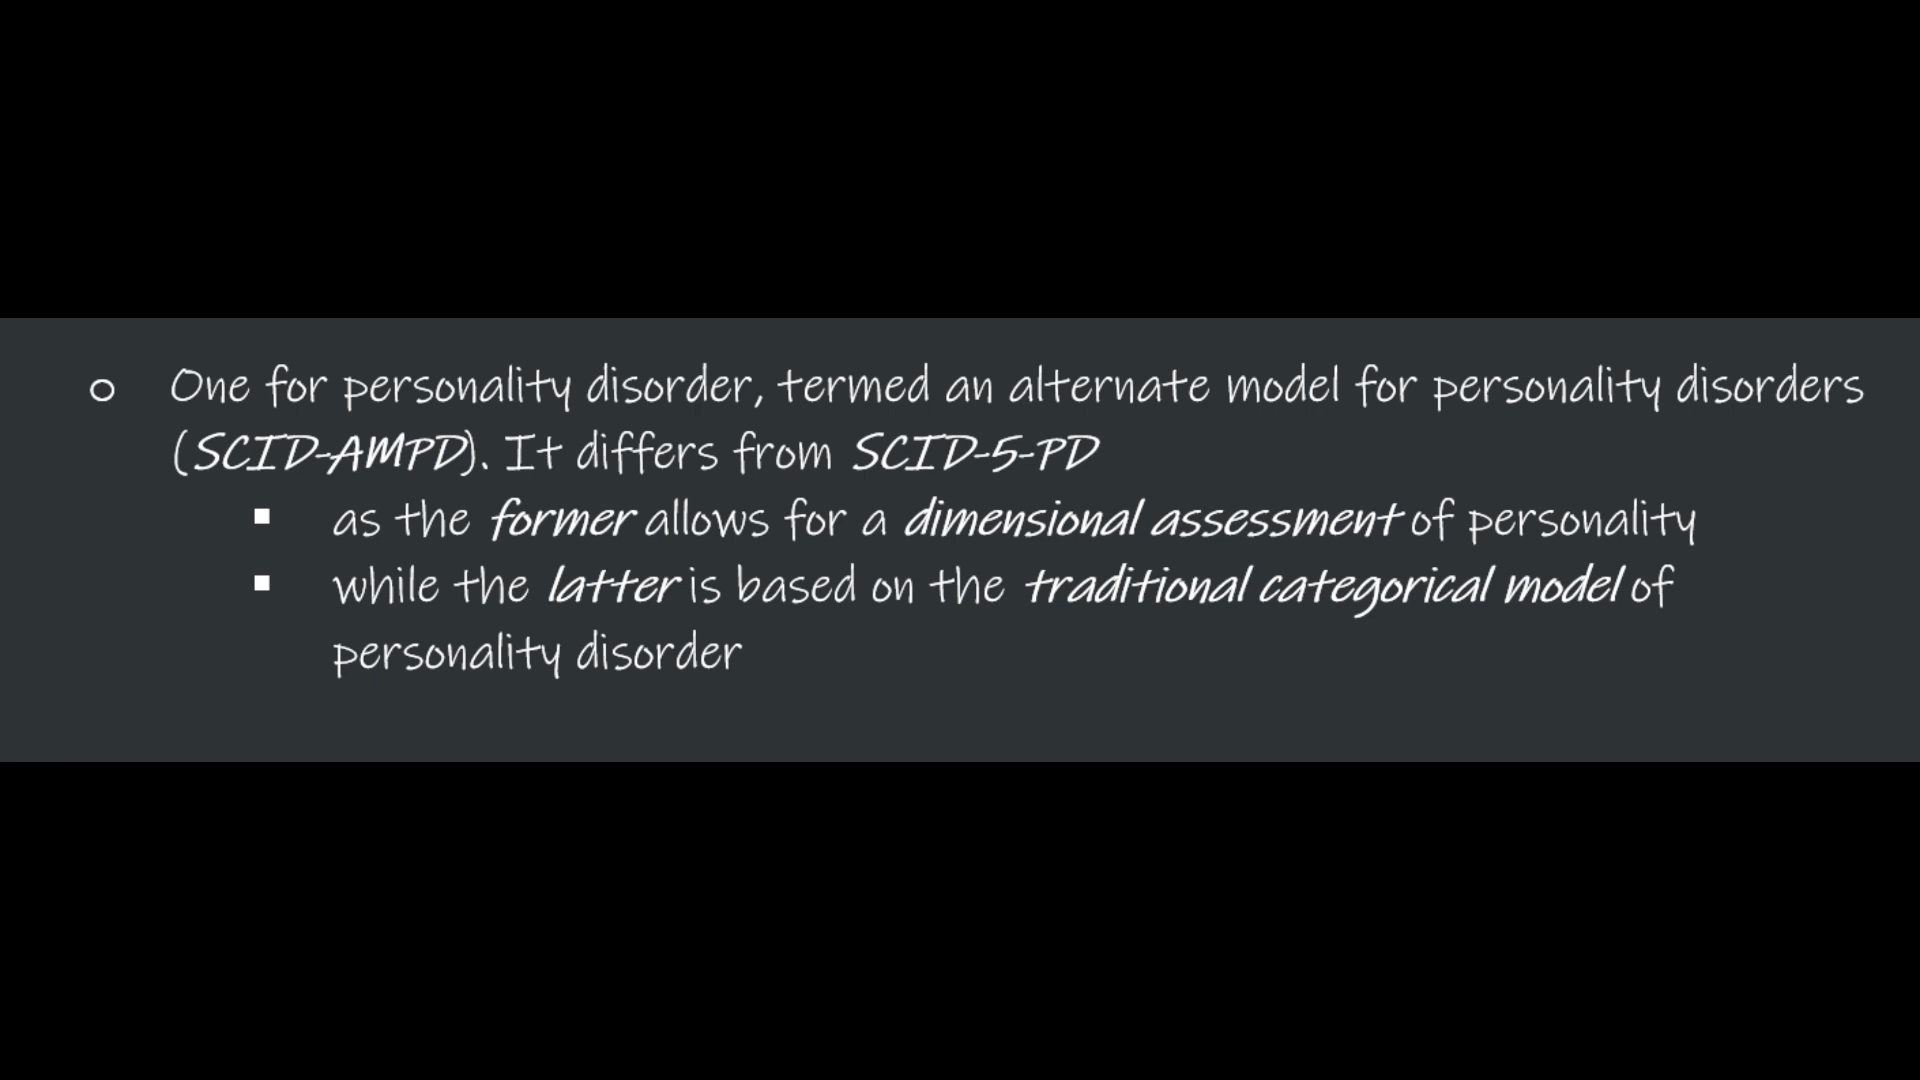 One for personality disorder, termed an alternate model for personality disorders
(SCID-AMPD). It differs from SCID-5-PD
as the former allows for a dimensional assessment of personality
while the latter is based on the traditional categorical model of
personality disorder